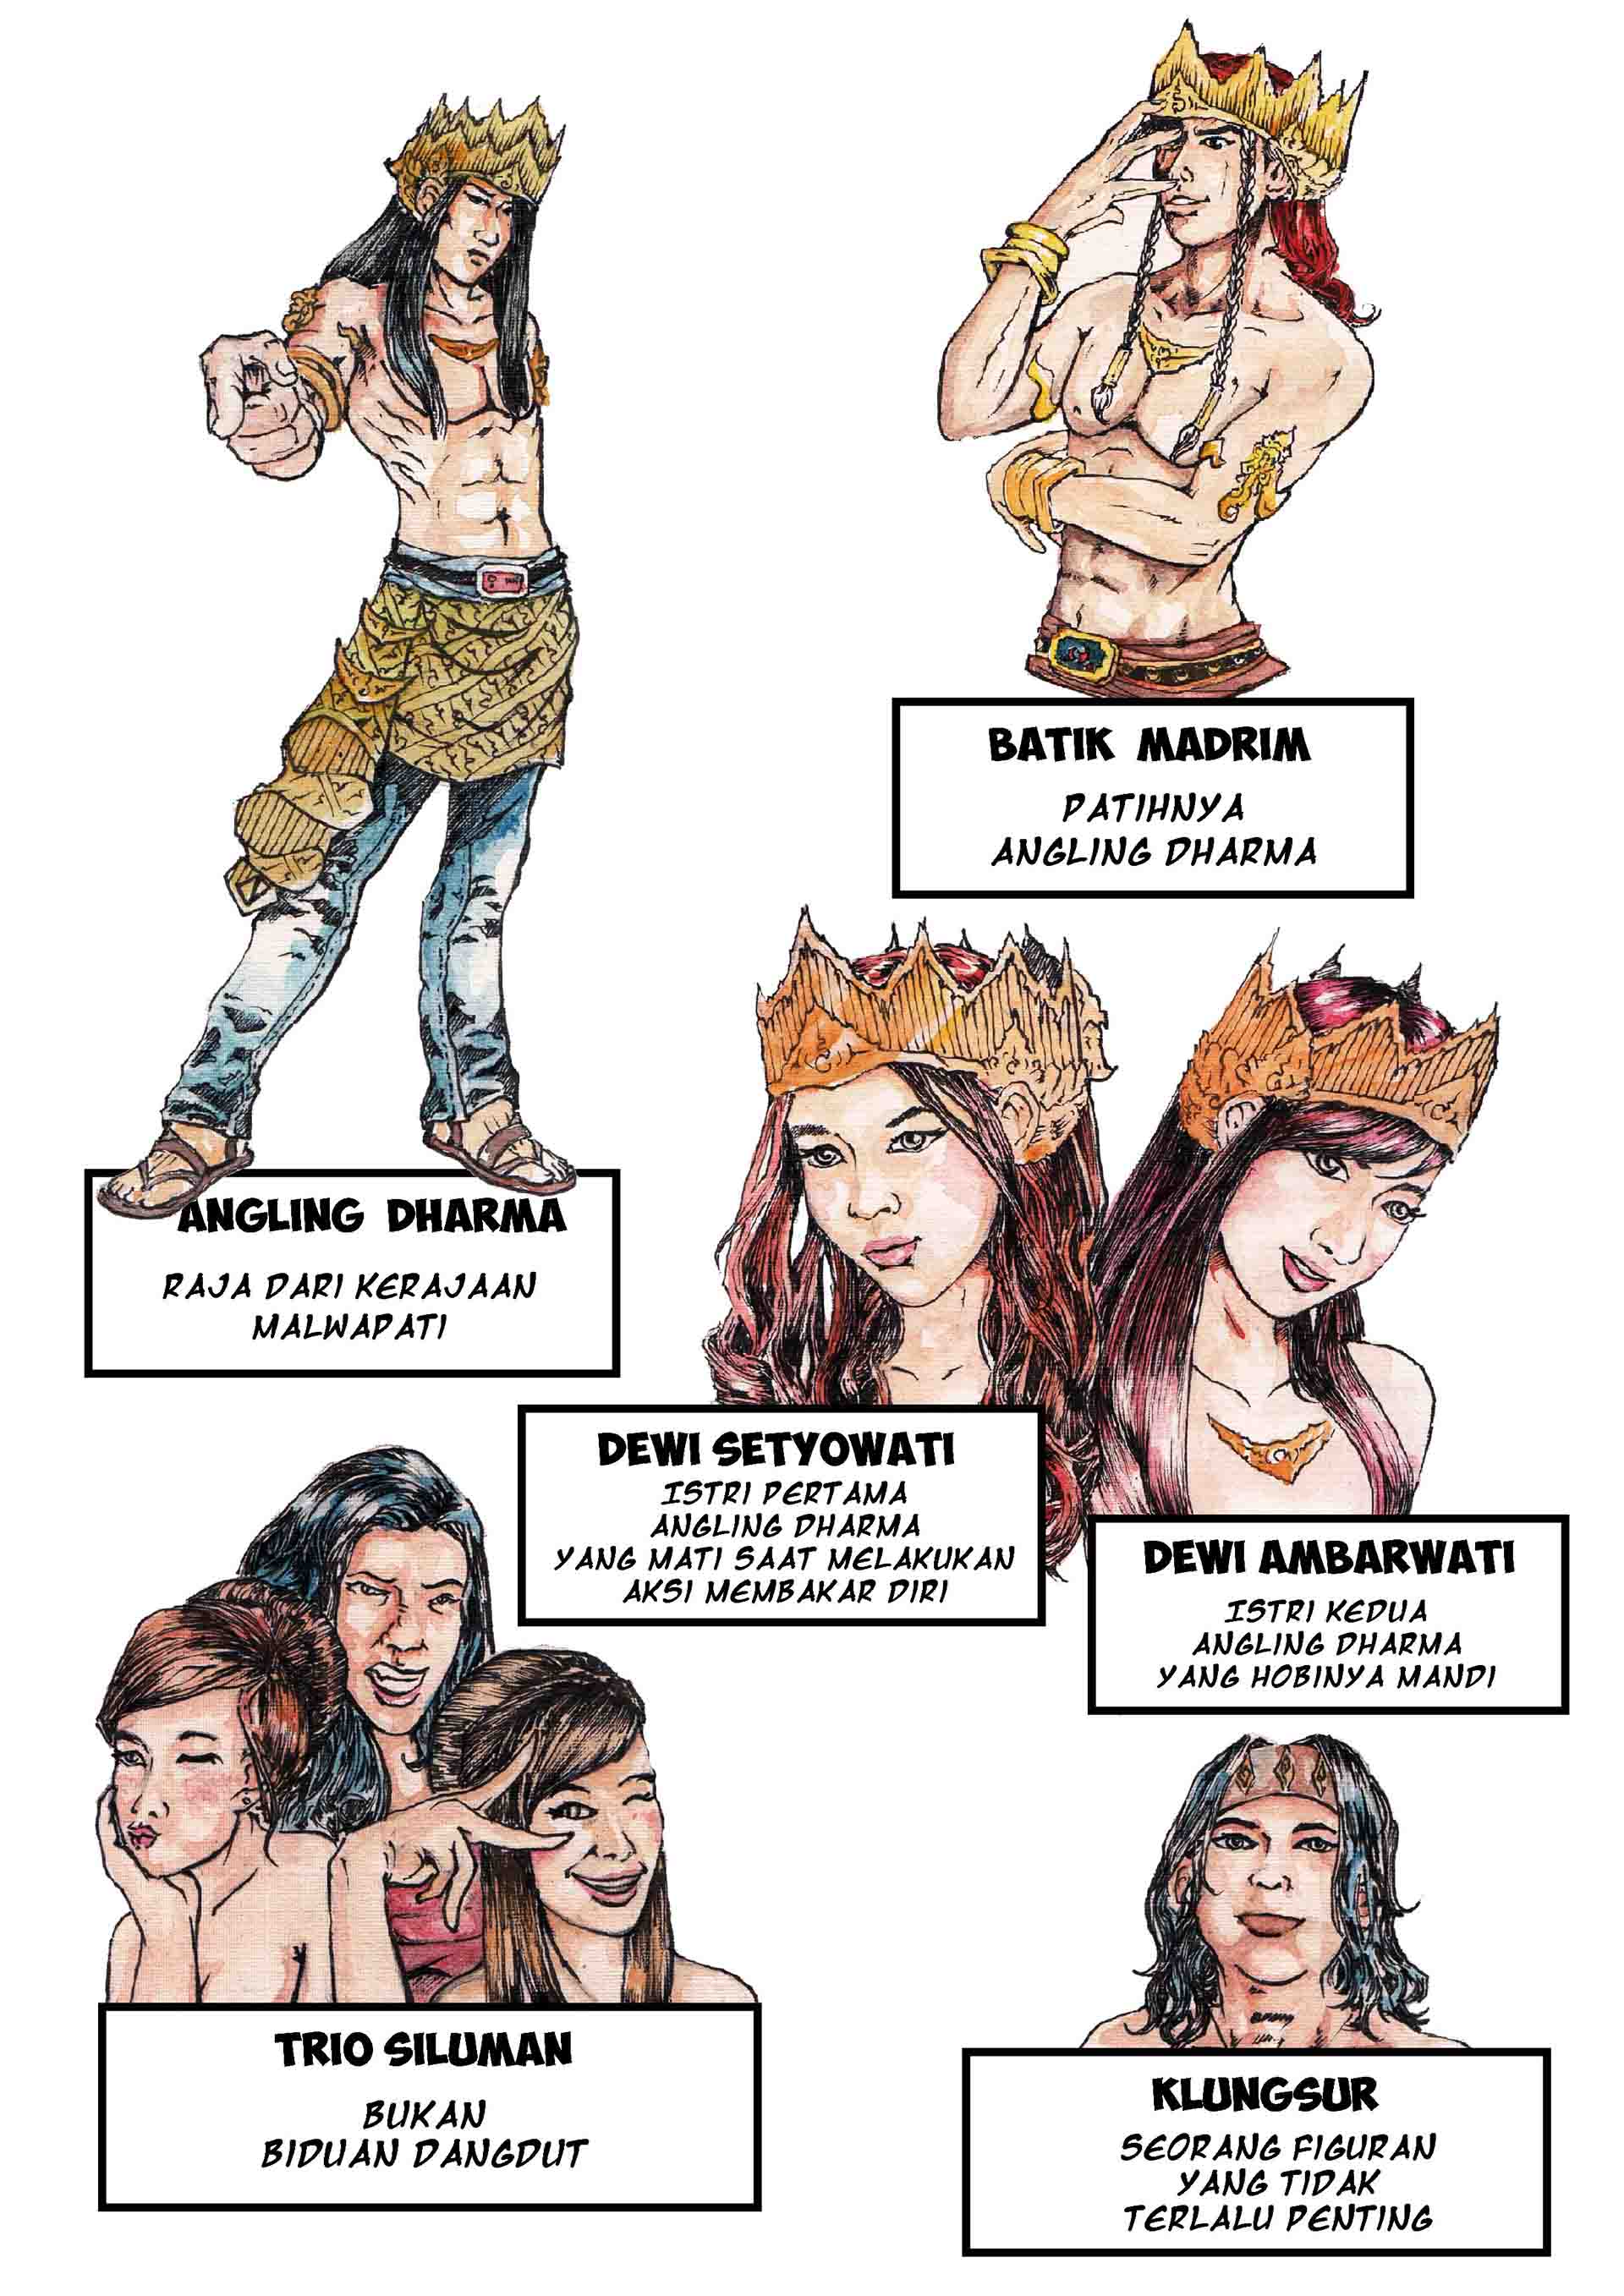 BATIK MADRIM
PATIHNYA
ANGLING DHARMA
ANGLING DHARMA
RAJA DARI KERAJAAN
MALWAPATI
DEWI SETYOWATI
ISTRI PERTAMA
ANGLING DHARMA
YANG MATI SAAT MELAKUKAN
AKSI MEMBAKAR DIRI
DEWI AMBARWATI
ISTRI KEDUA
ANGLING DHARMA
YANG HOBINYA MANDI
TRIO SILUMAN
BUKAN
BIDUAN DANGDUT
KLUNGSUR
SEORANG FIGURAN
YANG TIDAK
TERLALU PENTING